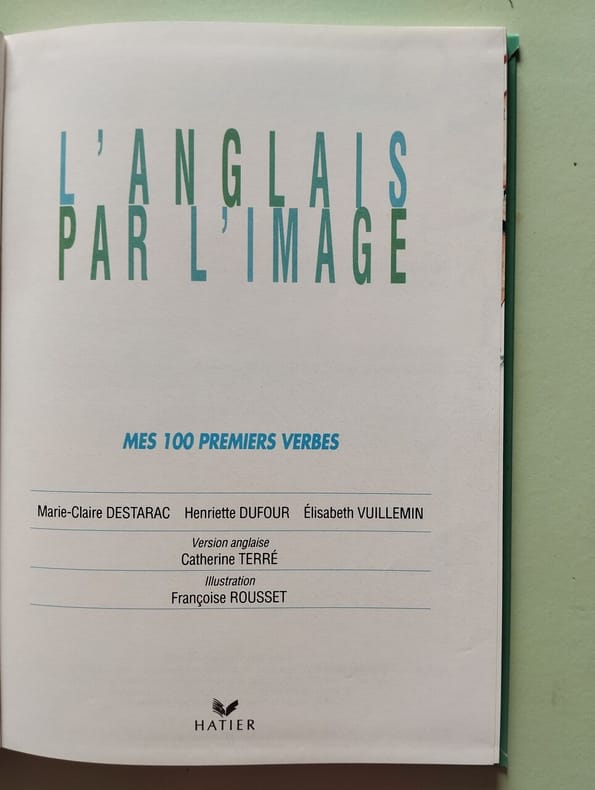 L'ANGLAIS
PAR L'IMAGE
MES 100 PREMIERS VERBES
Marie-Claire DESTARAC Henriette DUFOUR Élisabeth VUILLEMIN
Version anglaise
Catherine TERRÉ
Illustration
Françoise ROUSSET
HATIER